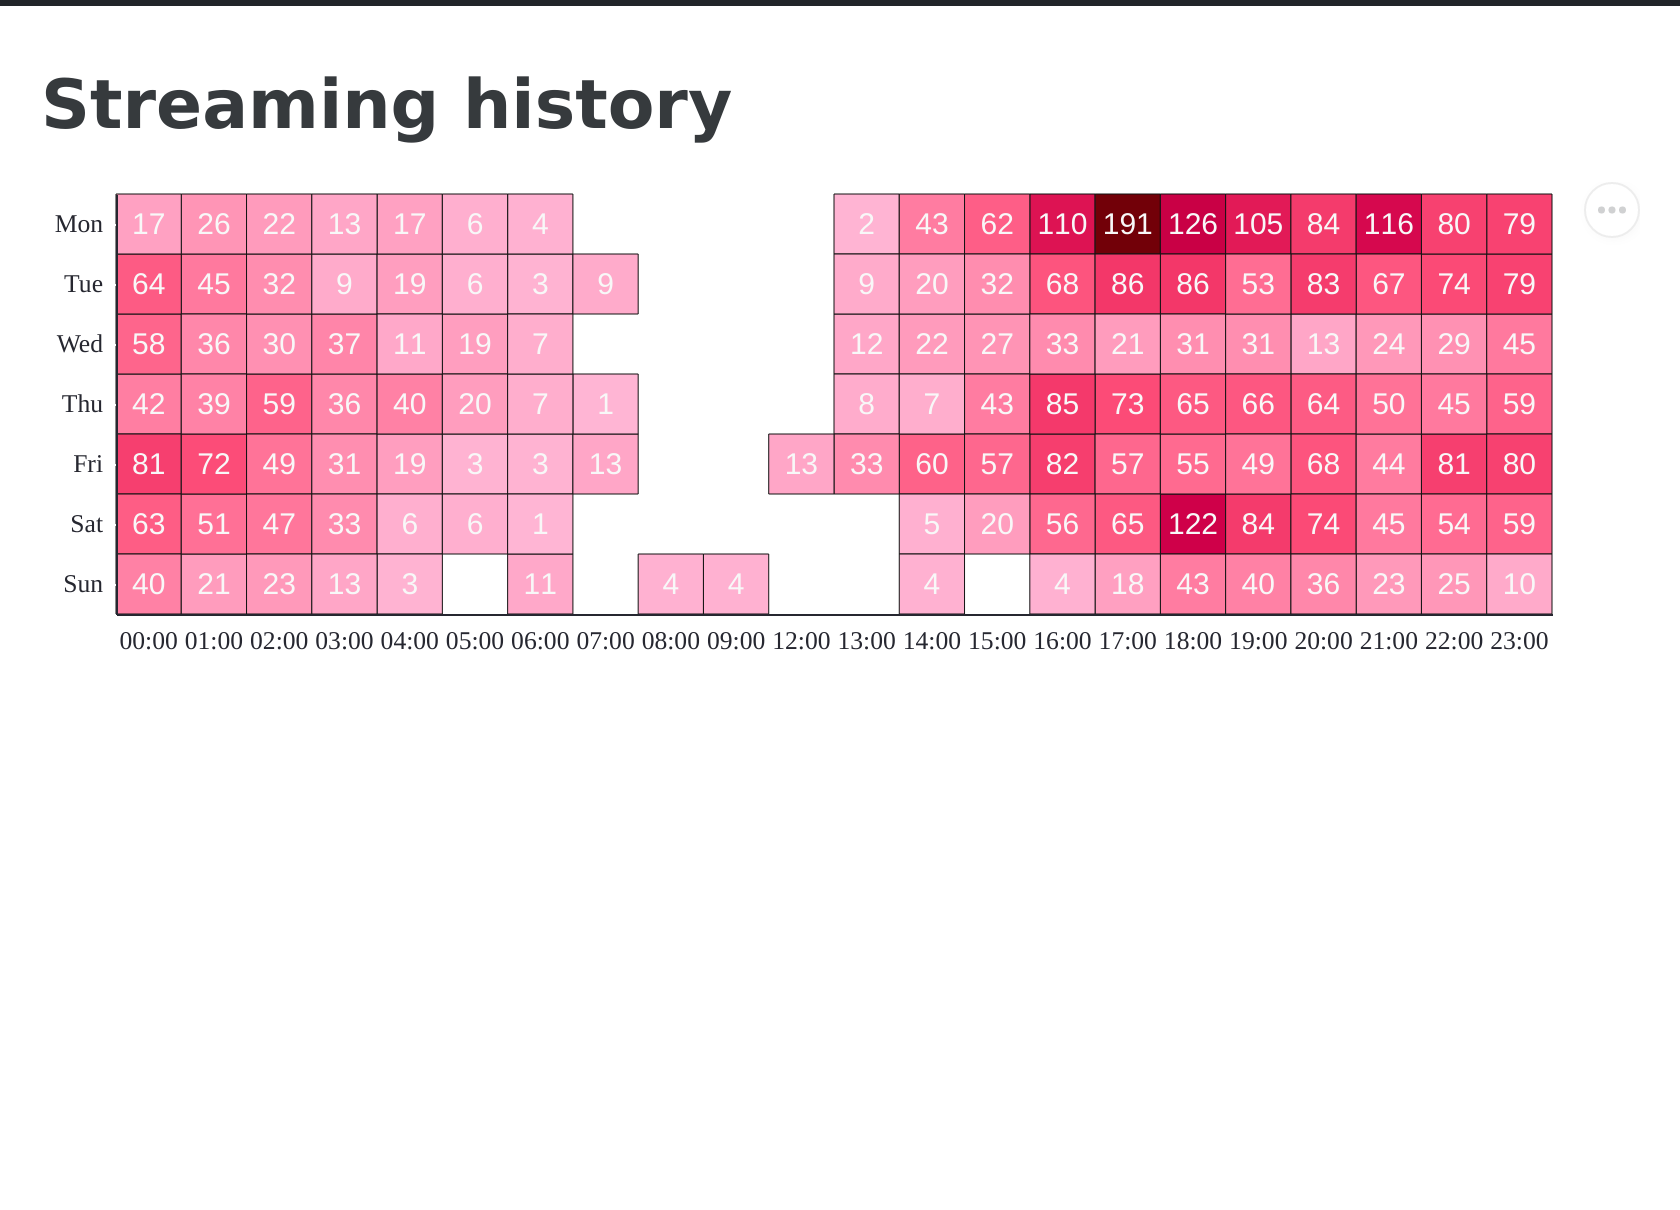 Streaming history
Mon 17 26 22 13 17 6 4 2 43 62 110 191 126 105 84 116 80 79
Tue 64 45 32 9 19 6 3 9 9 20 32 68 86 86 53 83 67 74 79
Wed 58 36 30 37 11 19 7 12 22 27 33 21 31 31 13 24 29 45
Thu 42 39 59 36 40 20 7 1 8 7 43 85 73 65 66 64 50 45 59
Fri 81 72 49 31 19 3 3 13 13 33 60 57 82 57 55 49 68 44 81 80
Sat 63 51 47 33 6 6 1 5 20 56 65 122 84 74 45 54 59
Sun 40 21 23 13 3 11 4 4 4 4 18 43 40 36 23 25 10
00:00 01:00 02:00 03:00 04:00 05:00 06:00 07:00 08:00 09:00 12:00 13:00 14:00 15:00 16:00 17:00 18:00 19:00 20:00 21:00 22:00 23:00